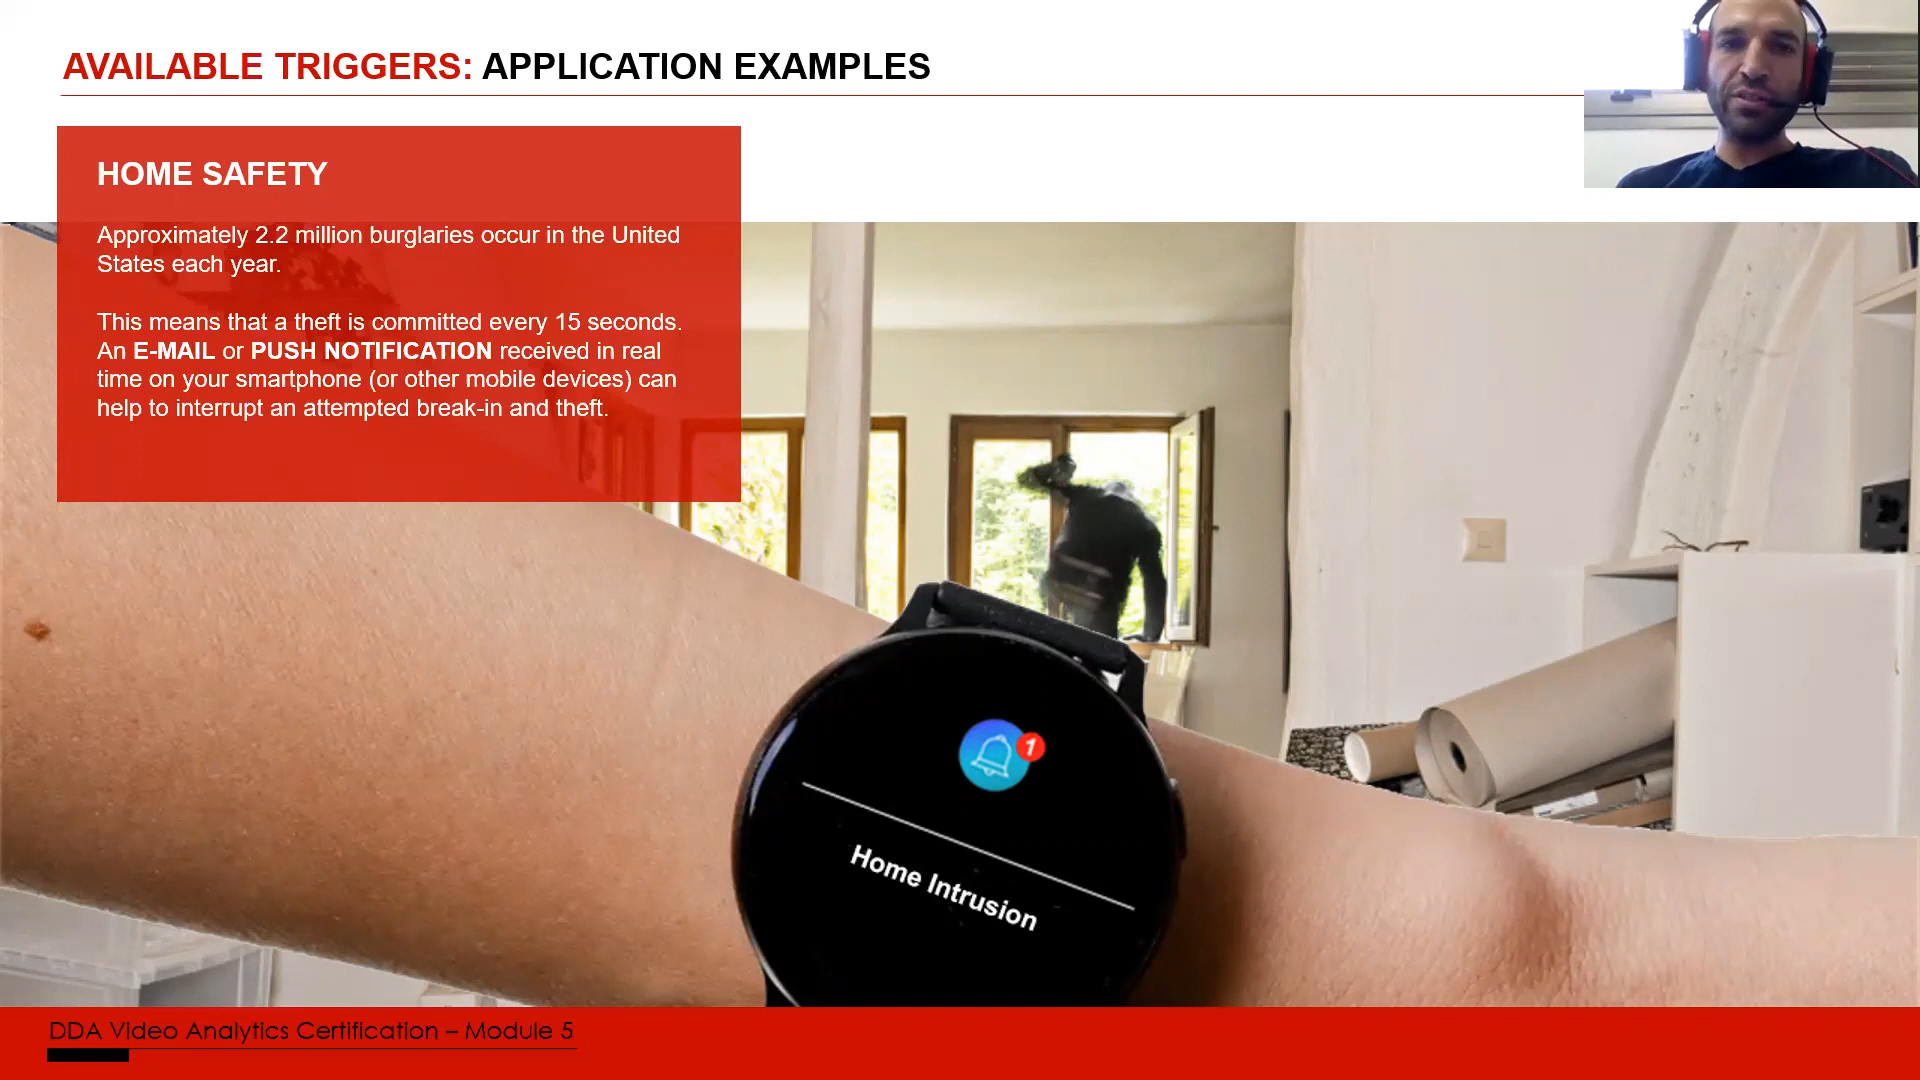 AVAILABLE TRIGGERS: APPLICATION EXAMPLES
HOME SAFETY
Approximately 2.2 million burglaries occur in the United
States each year.
This means that a theft is committed every 15 seconds.
An E-MAIL or PUSH NOTIFICATION received in real
time on your smartphone (or other mobile devices) can
help to interrupt an attempted break-in and theft.
1
Home Intrusion
DDA Video Analytics Certification – Module 5